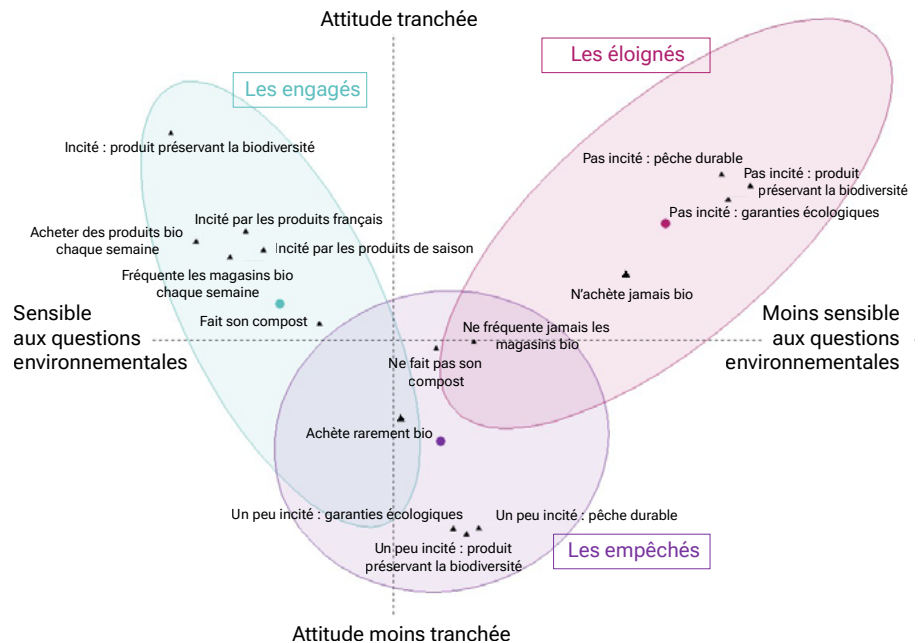 Attitude tranchée
Les éloignés
Les engagés
Incité : produit préservant la biodiversité
Pas incité : pêche durable
Pas incité : produit
préservant la biodiversité
Pas incité : garanties écologiques
Incité par les produits français
Acheter des produits bio
chaque semaine
Incité par les produits de saison
Fréquente les magasins bio
chaque semaine
N'achète jamais bio
Sensible
aux questions
environnementales
Fait son compost
Ne fréquente jamais les
magasins bio
Moins sensible
aux questions
environnementales
Ne fait pas son
compost
Achète rarement bio
Un peu incité : garanties écologiques
Un peu incité : pêche durable
Un peu incité : produit
préservant la biodiversité
Les empêchés
Attitude moins tranchée